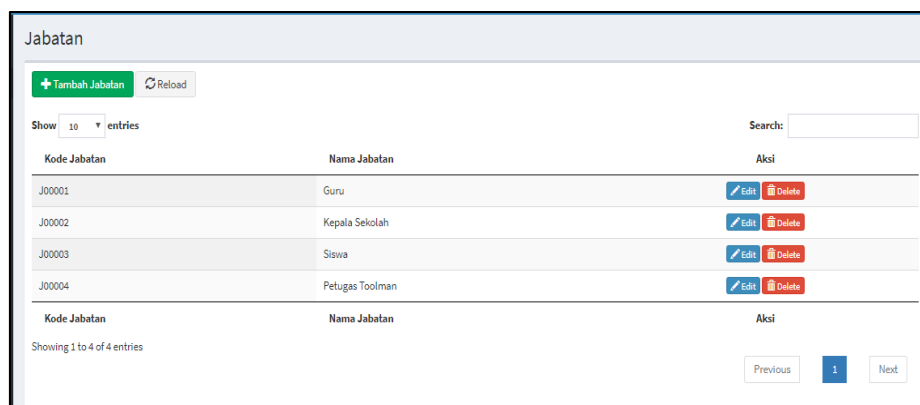 Jabatan
Tambah Jabatan Reload
Show 10 entries Search:
Kode Jabatan Nama Jabatan Aksi
J00001 Guru Edit Delete
J00002 Kepala Sekolah Edit Delete
J00003 Siswa Edit Delete
J00004 Petugas Toolman Edit Delete
Kode Jabatan Nama Jabatan Aksi
Showing 1 to 4 of 4 entries
Previous 1 Next